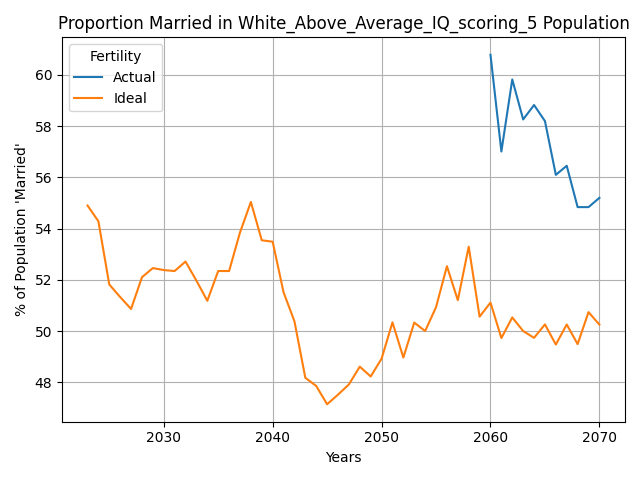 Proportion Married in White_Above_Average_IQ_scoring_5 Population
Fertility
Actual
Ideal
% of Population 'Married'
60
58
56
54
52
50
48
2030
2040
2050
2060
2070
Years